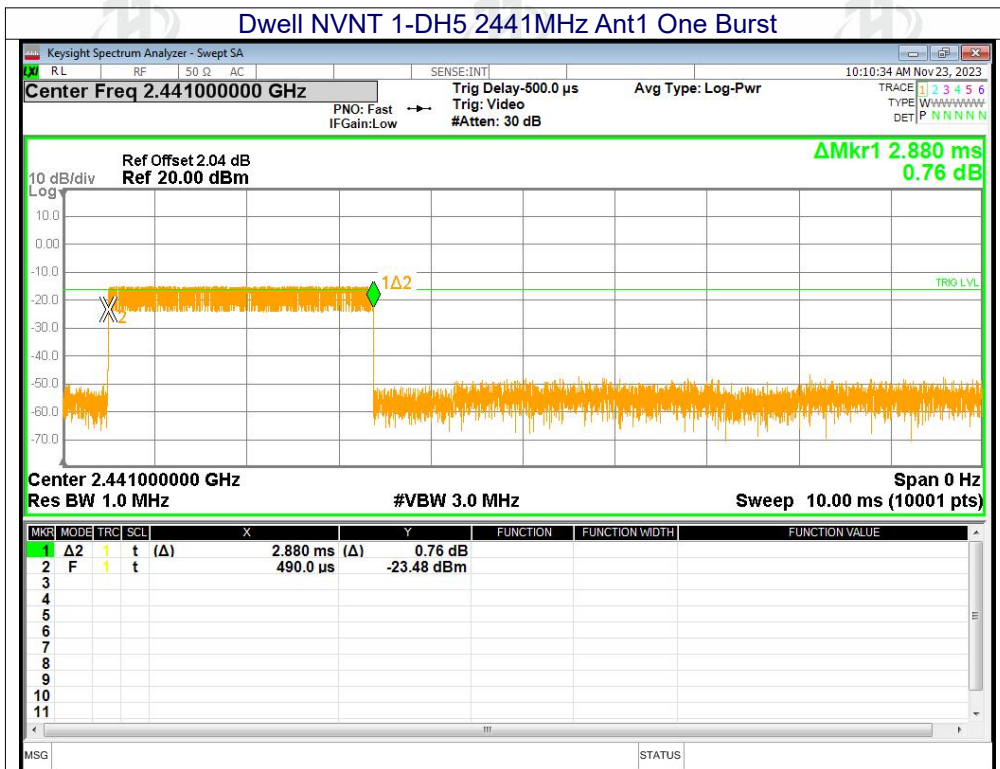 Dwell NVNT 1-DH5 2441MHz Ant1 One Burst
Keysight Spectrum Analyzer - Swept SA
LXI RL RF 50 Ω AC SENSE:INT 10:10:34 AM Nov 23, 2023
Center Freq 2.441000000 GHz Trig Delay-500.0 µs Avg Type: Log-Pwr TRACE 1 2 3 4 5 6
PNO: Fast Trig: Video TYPE WWWWWWW
IFGain:Low #Atten: 30 dB DET P N N N N N
ΔMkr1 2.880 ms
0.76 dB
Ref Offset 2.04 dB
10 dB/div Ref 20.00 dBm
Log
10.0
0.00
-10.0
1Δ2
TRIG LVL
-20.0
2
-30.0
-40.0
-50.0
-60.0
-70.0
Center 2.441000000 GHz Span 0 Hz
Res BW 1.0 MHz #VBW 3.0 MHz Sweep 10.00 ms (10001 pts)
MKR MODE TRC SCL X Y FUNCTION FUNCTION WIDTH FUNCTION VALUE
1 Δ2 1 t (Δ) 2.880 ms (Δ) 0.76 dB
2 F 1 t 490.0 µs -23.48 dBm
3
4
5
6
7
8
9
10
11
MSG STATUS